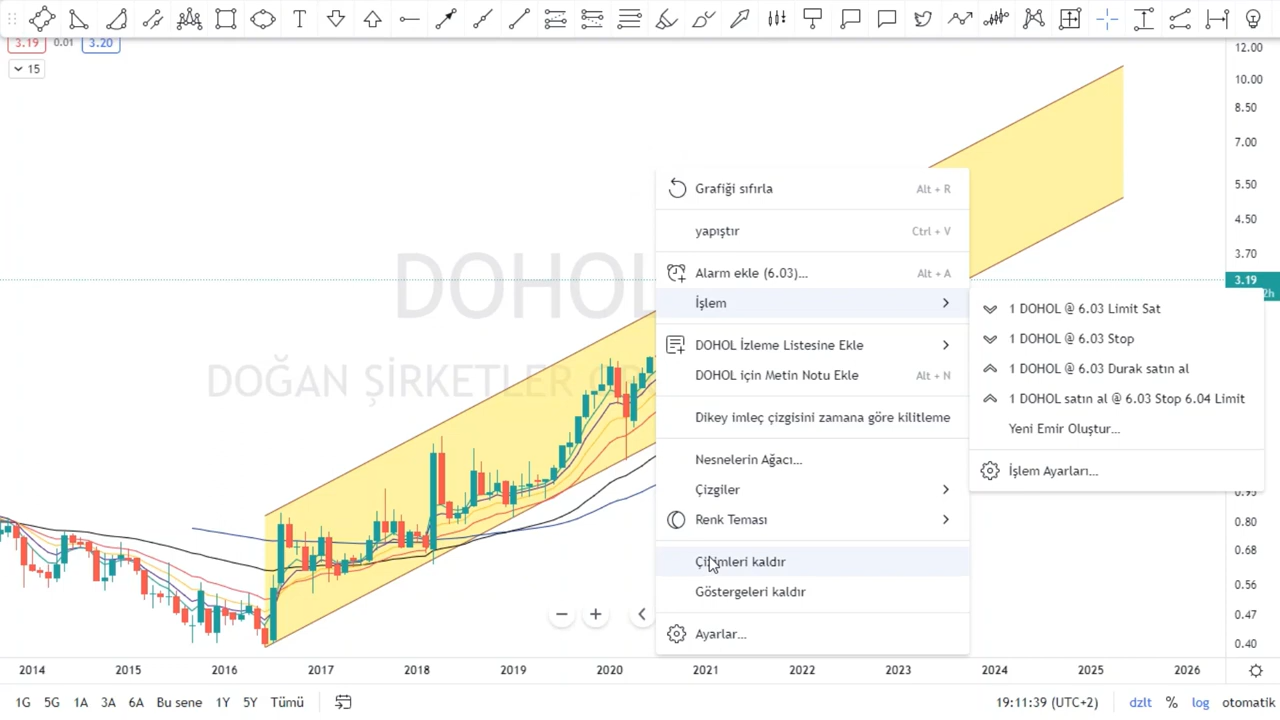 3.19 0.01 3.20
15
DOHOL
DOĞAN ŞİRKETLER
Grafiği sıfırla Alt + R
yapıştır Ctrl + V
Alarm ekle (6.03)... Alt + A
İşlem
DOHOL İzleme Listesine Ekle
DOHOL için Metin Notu Ekle Alt + N
Dikey imleç çizgisini zamana göre kilitleme
Nesnelerin Ağacı...
Çizgiler
Renk Teması
Çizimleri kaldır
Göstergeleri kaldır
Ayarlar...
1 DOHOL @ 6.03 Limit Sat
1 DOHOL @ 6.03 Stop
1 DOHOL @ 6.03 Durak satın al
1 DOHOL satın al @ 6.03 Stop 6.04 Limit
Yeni Emir Oluştur...
İşlem Ayarları...
12.00
10.00
8.50
7.00
5.50
4.50
3.70
3.19
2h
0.95
0.80
0.68
0.56
0.47
0.40
2014 2015 2016 2017 2018 2019 2020 2021 2022 2023 2024 2025 2026
1G 5G 1A 3A 6A Bu sene 1Y 5Y Tümü 19:11:39 (UTC+2) dzlt % log otomatik